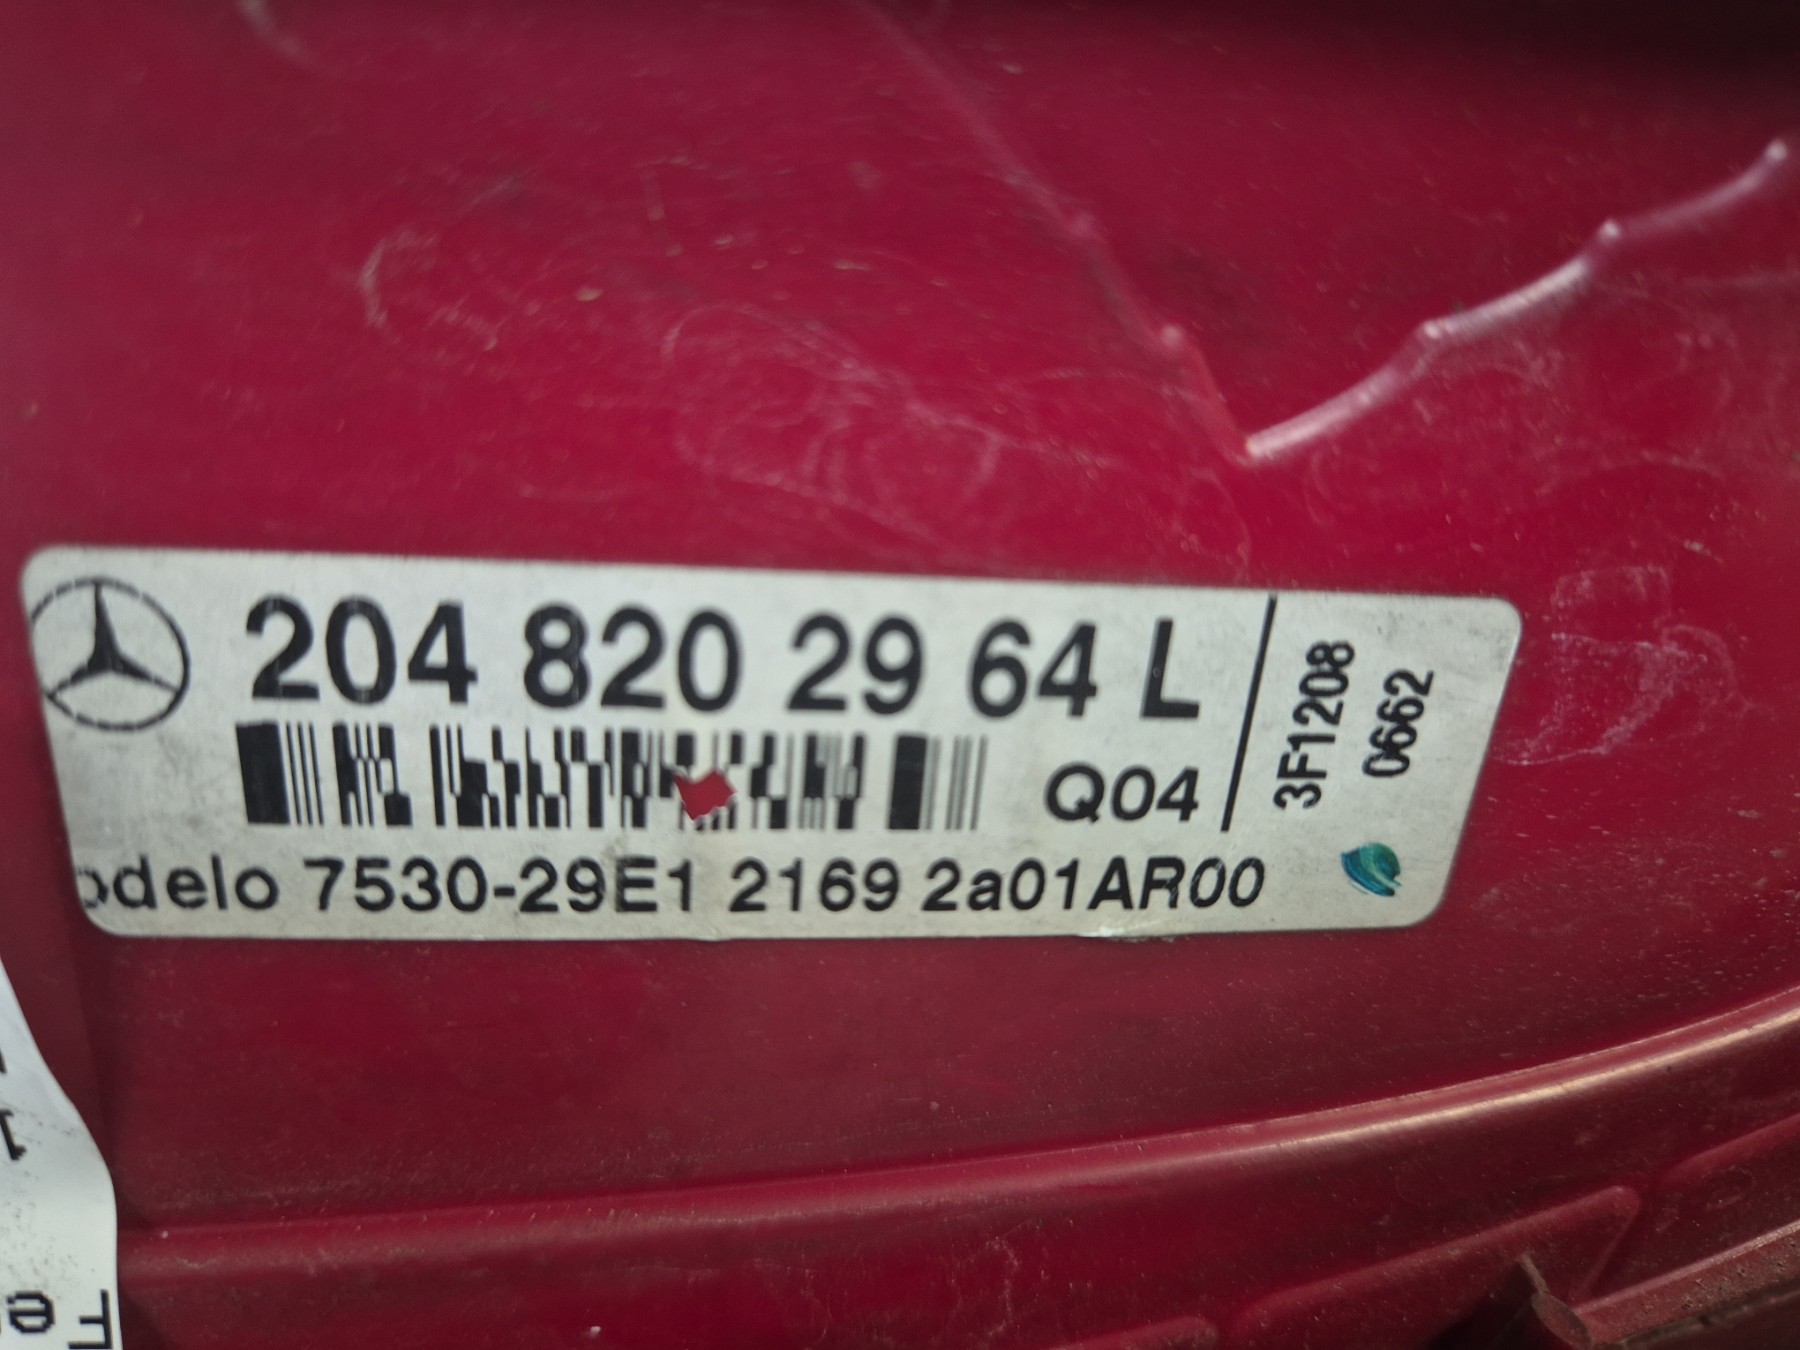 204 820 29 64 L
Q04
3F1208
0662
odelo 7530-29E1 2169 2a01AR00